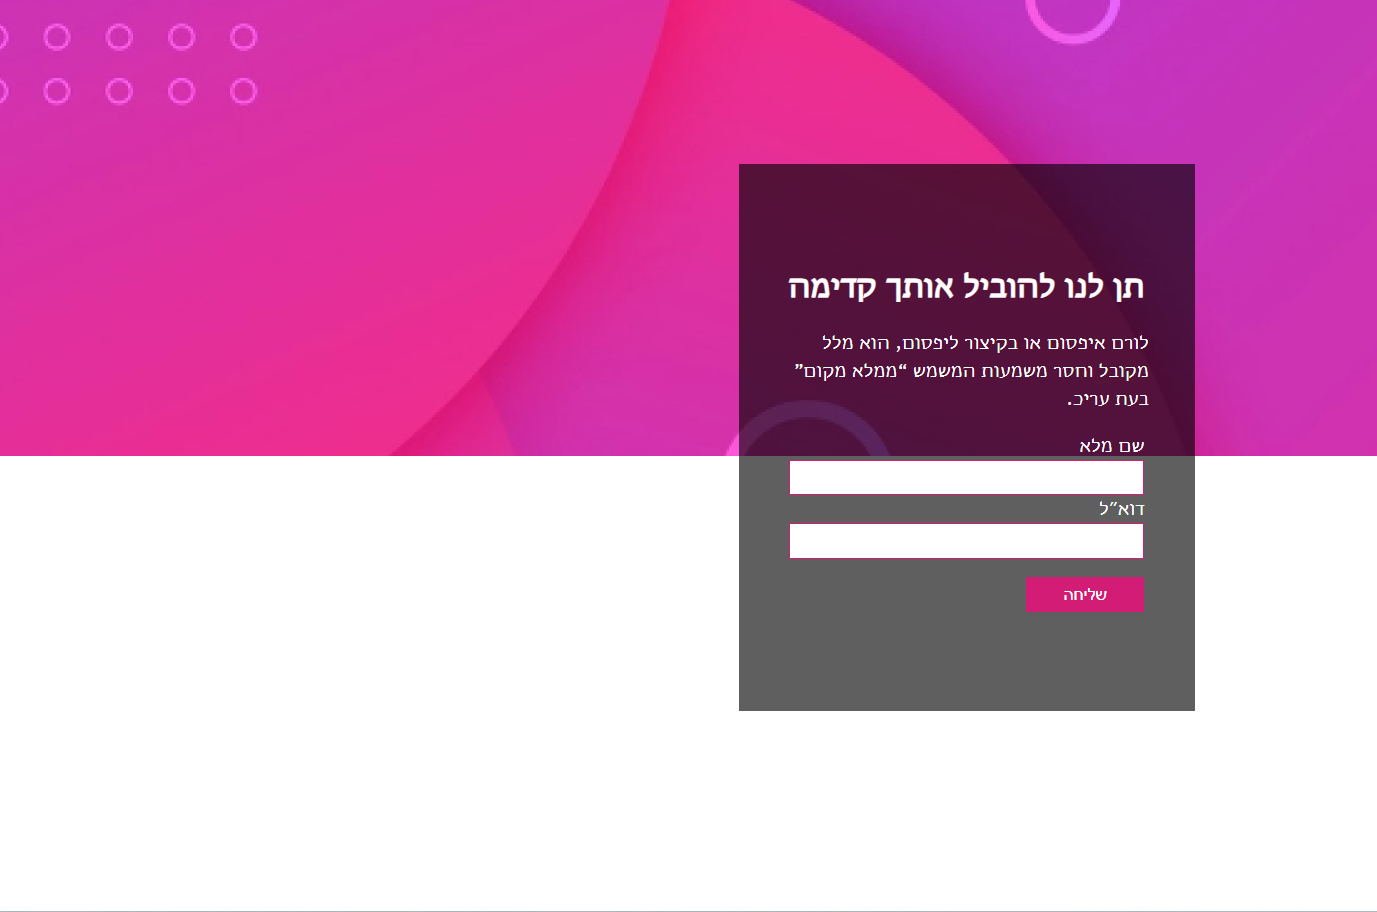 תן לנו להוביל אותך קדימה
לורם איפסום או בקיצור ליפסום, הוא מלל
מקובל וחסר משמעות המשמש “ממלא מקום”
בעת עריכ.
שם מלא
דוא”ל
שליחה